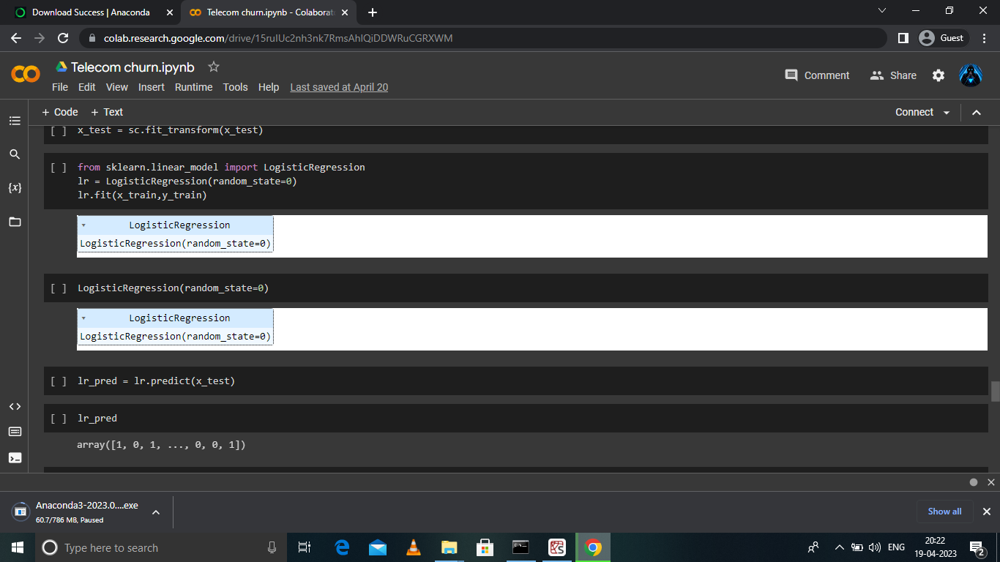 Download Success | Anaconda
Telecom churn.ipynb - Colaborat
colab.research.google.com/drive/15ruIUc2nh3nk7RmsAhlQiDDWRuCGRXWM
Guest
Telecom churn.ipynb
Comment
Share
File Edit View Insert Runtime Tools Help Last saved at April 20
+ Code + Text
Connect
[ ] x_test = sc.fit_transform(x_test)
[ ] from sklearn.linear_model import LogisticRegression
lr = LogisticRegression(random_state=0)
lr.fit(x_train,y_train)
LogisticRegression
LogisticRegression(random_state=0)
[ ] LogisticRegression(random_state=0)
LogisticRegression
LogisticRegression(random_state=0)
[ ] lr_pred = lr.predict(x_test)
[ ] lr_pred
array([1, 0, 1, ..., 0, 0, 1])
Anaconda3-2023.0....exe
60.7/786 MB, Paused
Show all
Type here to search
ENG
20:22
19-04-2023
2